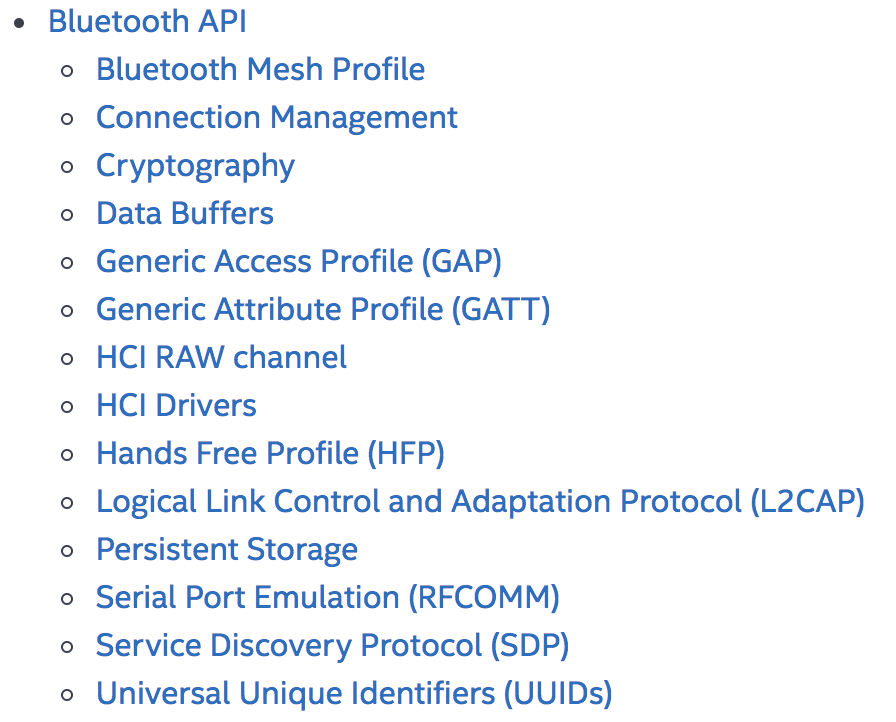 Bluetooth API
Bluetooth Mesh Profile
Connection Management
Cryptography
Data Buffers
Generic Access Profile (GAP)
Generic Attribute Profile (GATT)
HCI RAW channel
HCI Drivers
Hands Free Profile (HFP)
Logical Link Control and Adaptation Protocol (L2CAP)
Persistent Storage
Serial Port Emulation (RFCOMM)
Service Discovery Protocol (SDP)
Universal Unique Identifiers (UUIDs)